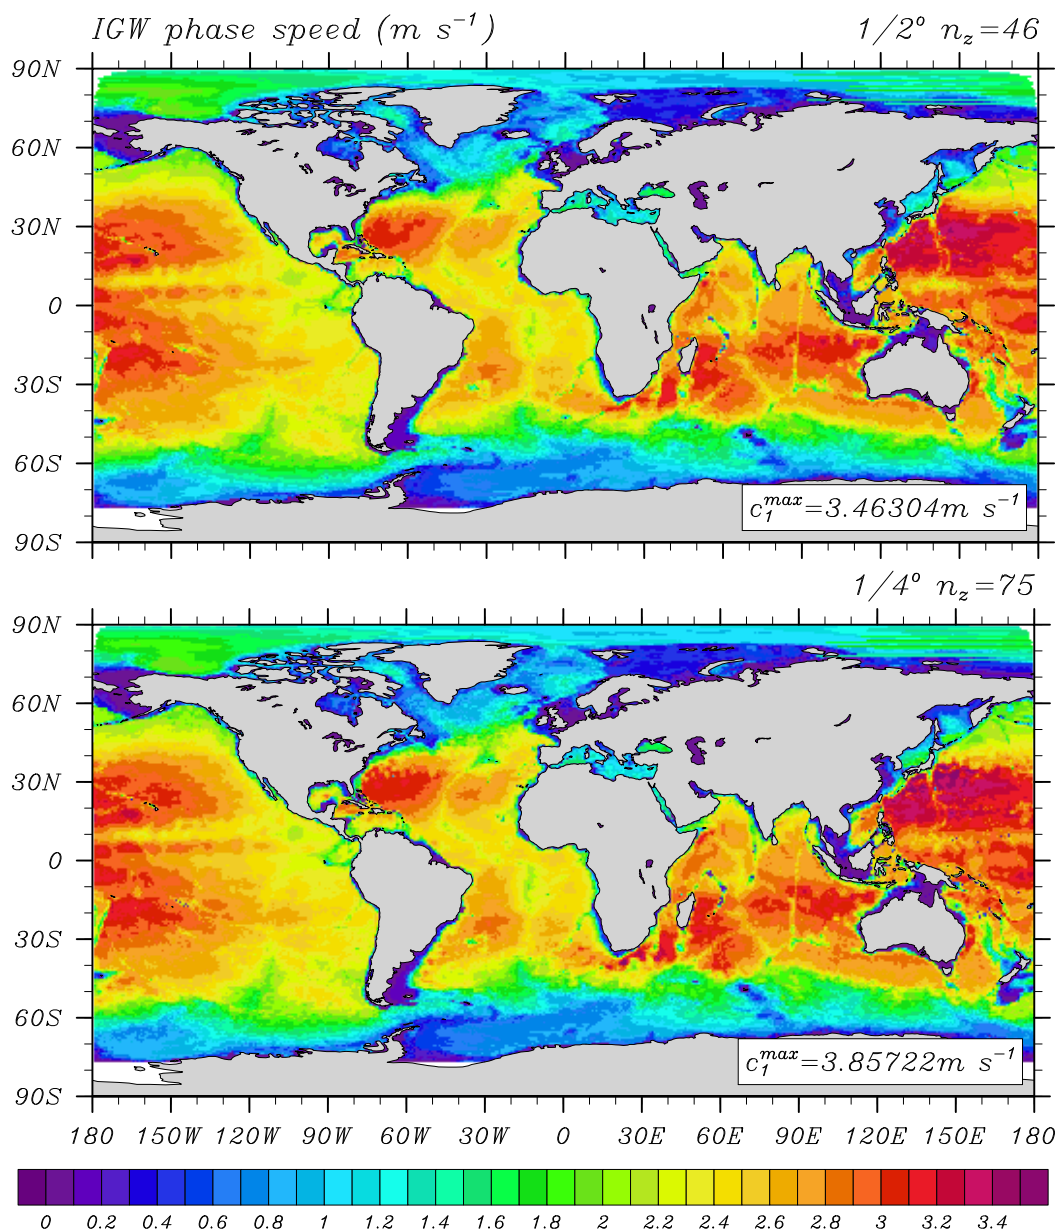 IGW phase speed (m s⁻¹) 1/2° n_z=46
90N
60N
30N
0
30S
60S
90S
c₁^max=3.46304m s⁻¹
1/4° n_z=75
90N
60N
30N
0
30S
60S
90S
c₁^max=3.85722m s⁻¹
180 150W 120W 90W 60W 30W 0 30E 60E 90E 120E 150E 180
0 0.2 0.4 0.6 0.8 1 1.2 1.4 1.6 1.8 2 2.2 2.4 2.6 2.8 3 3.2 3.4